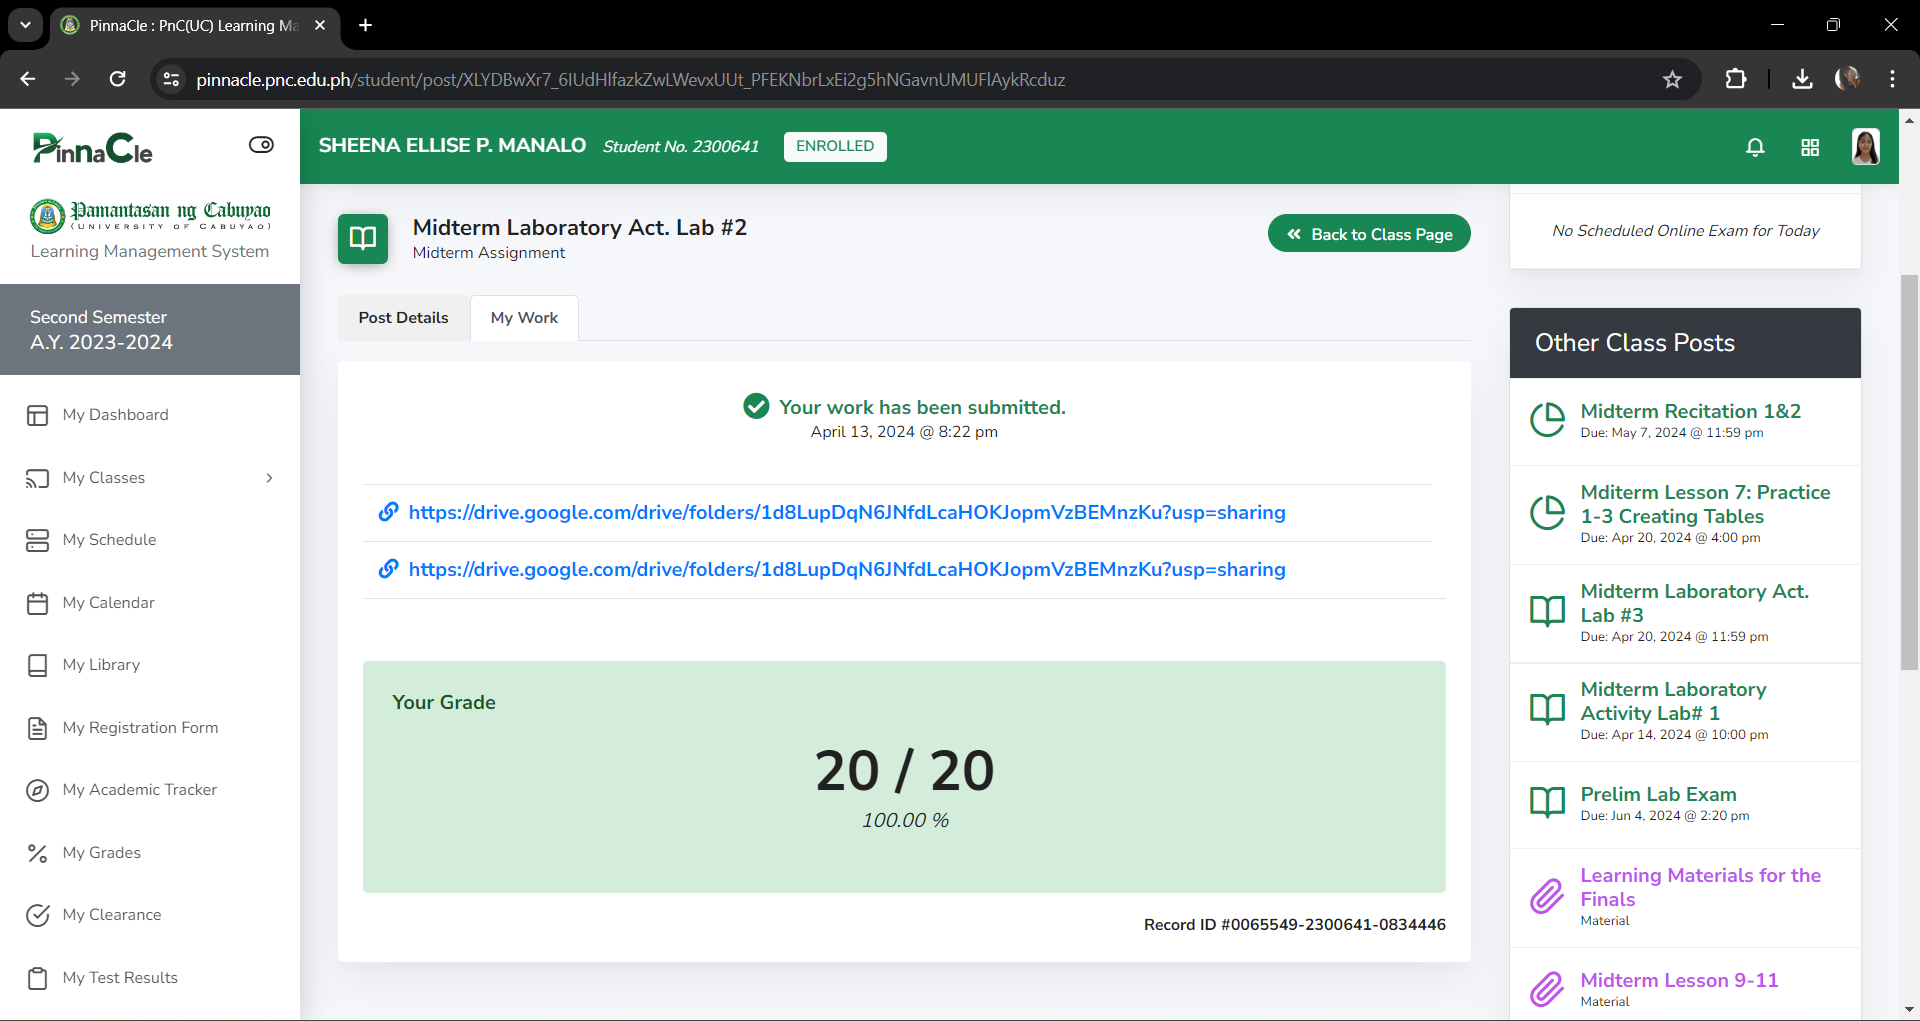 PinnaCle : PnC(UC) Learning Ma
pinnacle.pnc.edu.ph/student/post/XLYDBwXr7_6IUdHlfazkZwLWevxUUt_PFEKNbrLxEi2g5hNGavnUMUFlAykRcduz
PinnaCle
Pamantasan ng Cabuyao
(UNIVERSITY OF CABUYAO)
Learning Management System
Second Semester
A.Y. 2023-2024
My Dashboard
My Classes
My Schedule
My Calendar
My Library
My Registration Form
My Academic Tracker
My Grades
My Clearance
My Test Results
SHEENA ELLISE P. MANALO Student No. 2300641 ENROLLED
Midterm Laboratory Act. Lab #2
Midterm Assignment
Back to Class Page
Post Details
My Work
Your work has been submitted.
April 13, 2024 @ 8:22 pm
https://drive.google.com/drive/folders/1d8LupDqN6JNfdLcaHOKJopmVzBEMnzKu?usp=sharing
https://drive.google.com/drive/folders/1d8LupDqN6JNfdLcaHOKJopmVzBEMnzKu?usp=sharing
Your Grade
20 / 20
100.00 %
Record ID #0065549-2300641-0834446
No Scheduled Online Exam for Today
Other Class Posts
Midterm Recitation 1&2
Due: May 7, 2024 @ 11:59 pm
Mditerm Lesson 7: Practice
1-3 Creating Tables
Due: Apr 20, 2024 @ 4:00 pm
Midterm Laboratory Act.
Lab #3
Due: Apr 20, 2024 @ 11:59 pm
Midterm Laboratory
Activity Lab# 1
Due: Apr 14, 2024 @ 10:00 pm
Prelim Lab Exam
Due: Jun 4, 2024 @ 2:20 pm
Learning Materials for the
Finals
Material
Midterm Lesson 9-11
Material